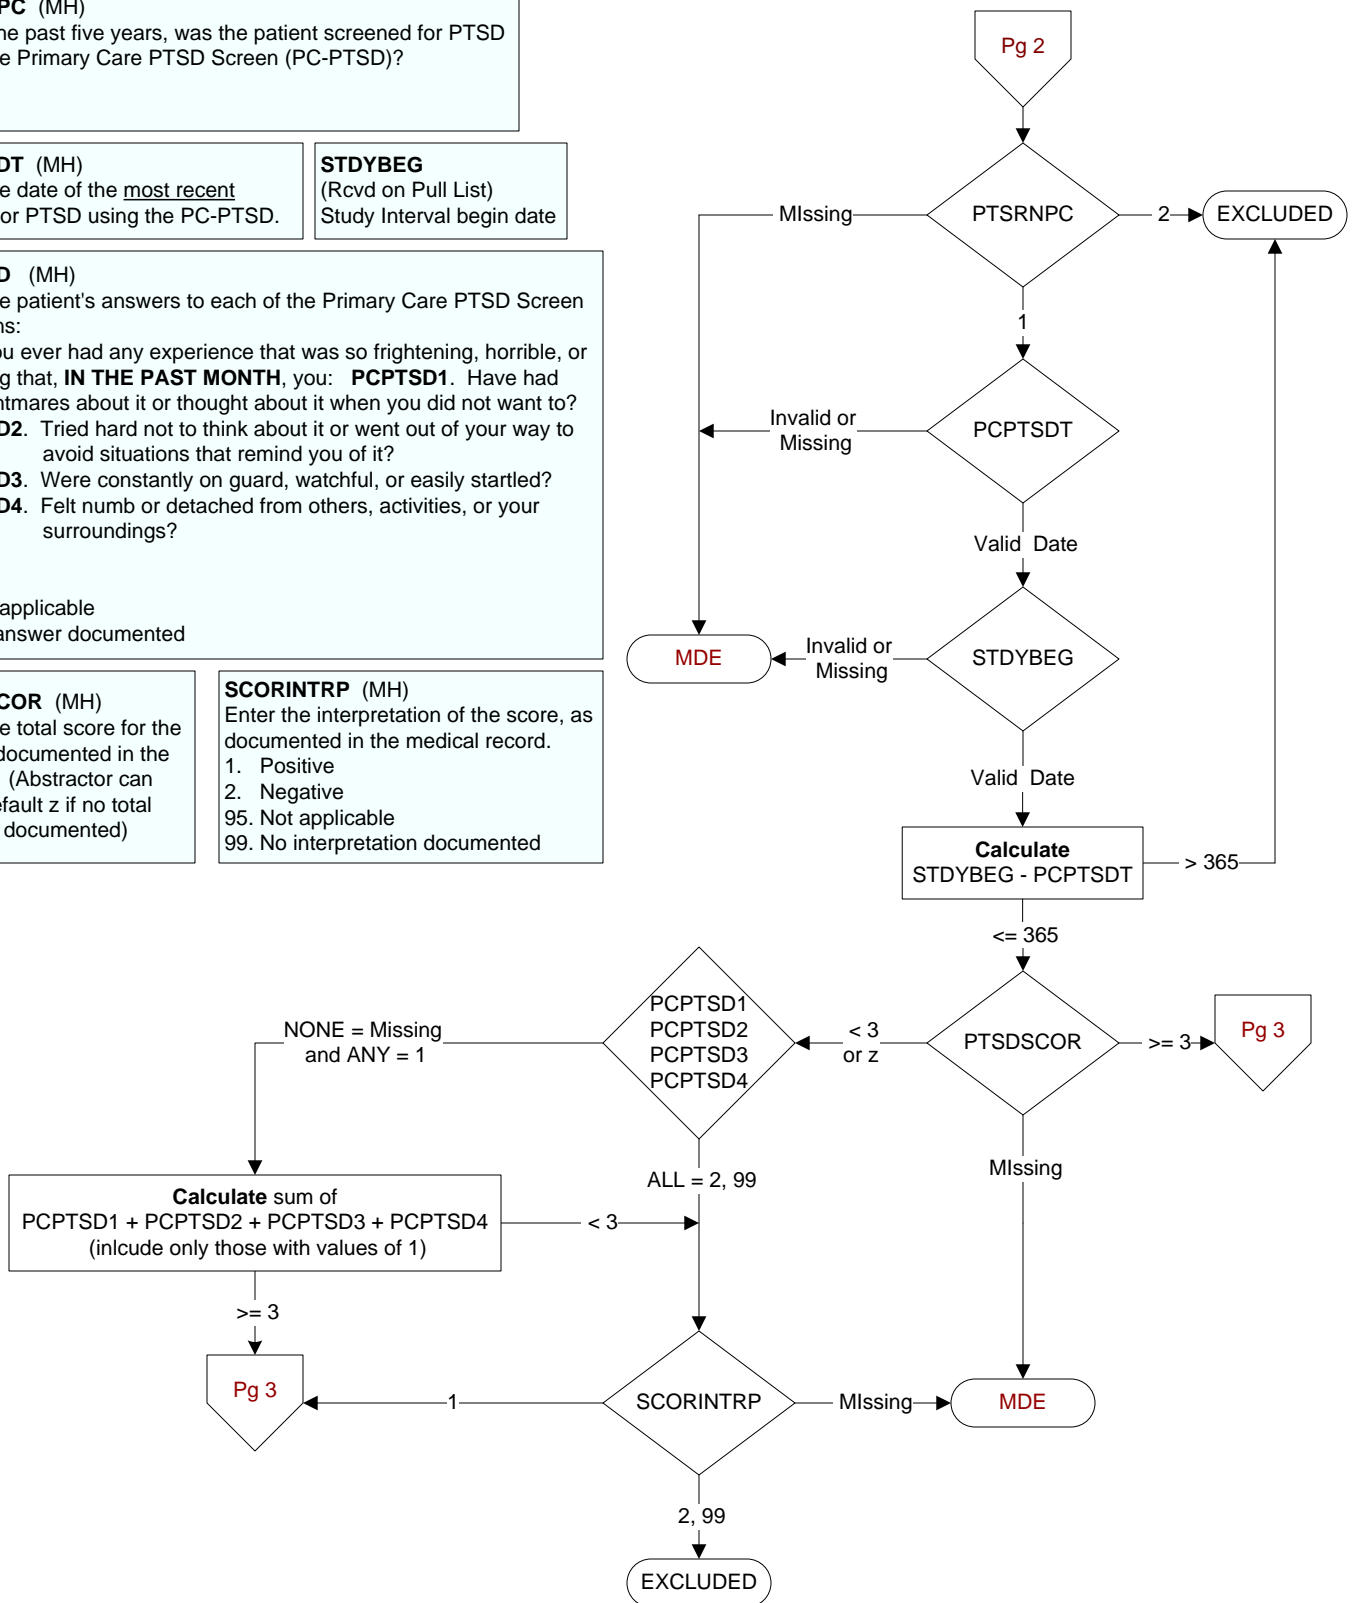 PC (MH)
he past five years, was the patient screened for PTSD
e Primary Care PTSD Screen (PC-PTSD)?
DT (MH)
e date of the most recent
or PTSD using the PC-PTSD.
STDYBEG
(Rcvd on Pull List)
Study Interval begin date
D (MH)
e patient's answers to each of the Primary Care PTSD Screen
ns:
ou ever had any experience that was so frightening, horrible, or
g that, IN THE PAST MONTH, you: PCPTSD1. Have had
htmares about it or thought about it when you did not want to?
D2. Tried hard not to think about it or went out of your way to
avoid situations that remind you of it?
D3. Were constantly on guard, watchful, or easily startled?
D4. Felt numb or detached from others, activities, or your
surroundings?
applicable
answer documented
COR (MH)
e total score for the
documented in the
(Abstractor can
efault z if no total
documented)
SCORINTRP (MH)
Enter the interpretation of the score, as
documented in the medical record.
1. Positive
2. Negative
95. Not applicable
99. No interpretation documented
Pg 2
PTSRNPC
MIssing
2
EXCLUDED
1
PCPTSDT
Invalid or
Missing
Valid Date
STDYBEG
Invalid or
Missing
MDE
Valid Date
Calculate
STDYBEG - PCPTSDT
> 365
<= 365
PTSDSCOR
>= 3
Pg 3
< 3
or z
MIssing
PCPTSD1
PCPTSD2
PCPTSD3
PCPTSD4
NONE = Missing
and ANY = 1
ALL = 2, 99
Calculate sum of
PCPTSD1 + PCPTSD2 + PCPTSD3 + PCPTSD4
(inlcude only those with values of 1)
< 3
>= 3
Pg 3
1
SCORINTRP
MIssing
MDE
2, 99
EXCLUDED